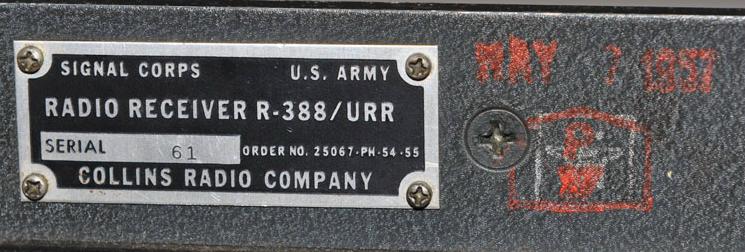 SIGNAL CORPS U.S. ARMY
RADIO RECEIVER R-388/URR
SERIAL 61 ORDER NO. 25067-PH-54-55
COLLINS RADIO COMPANY
MAY 7 1957